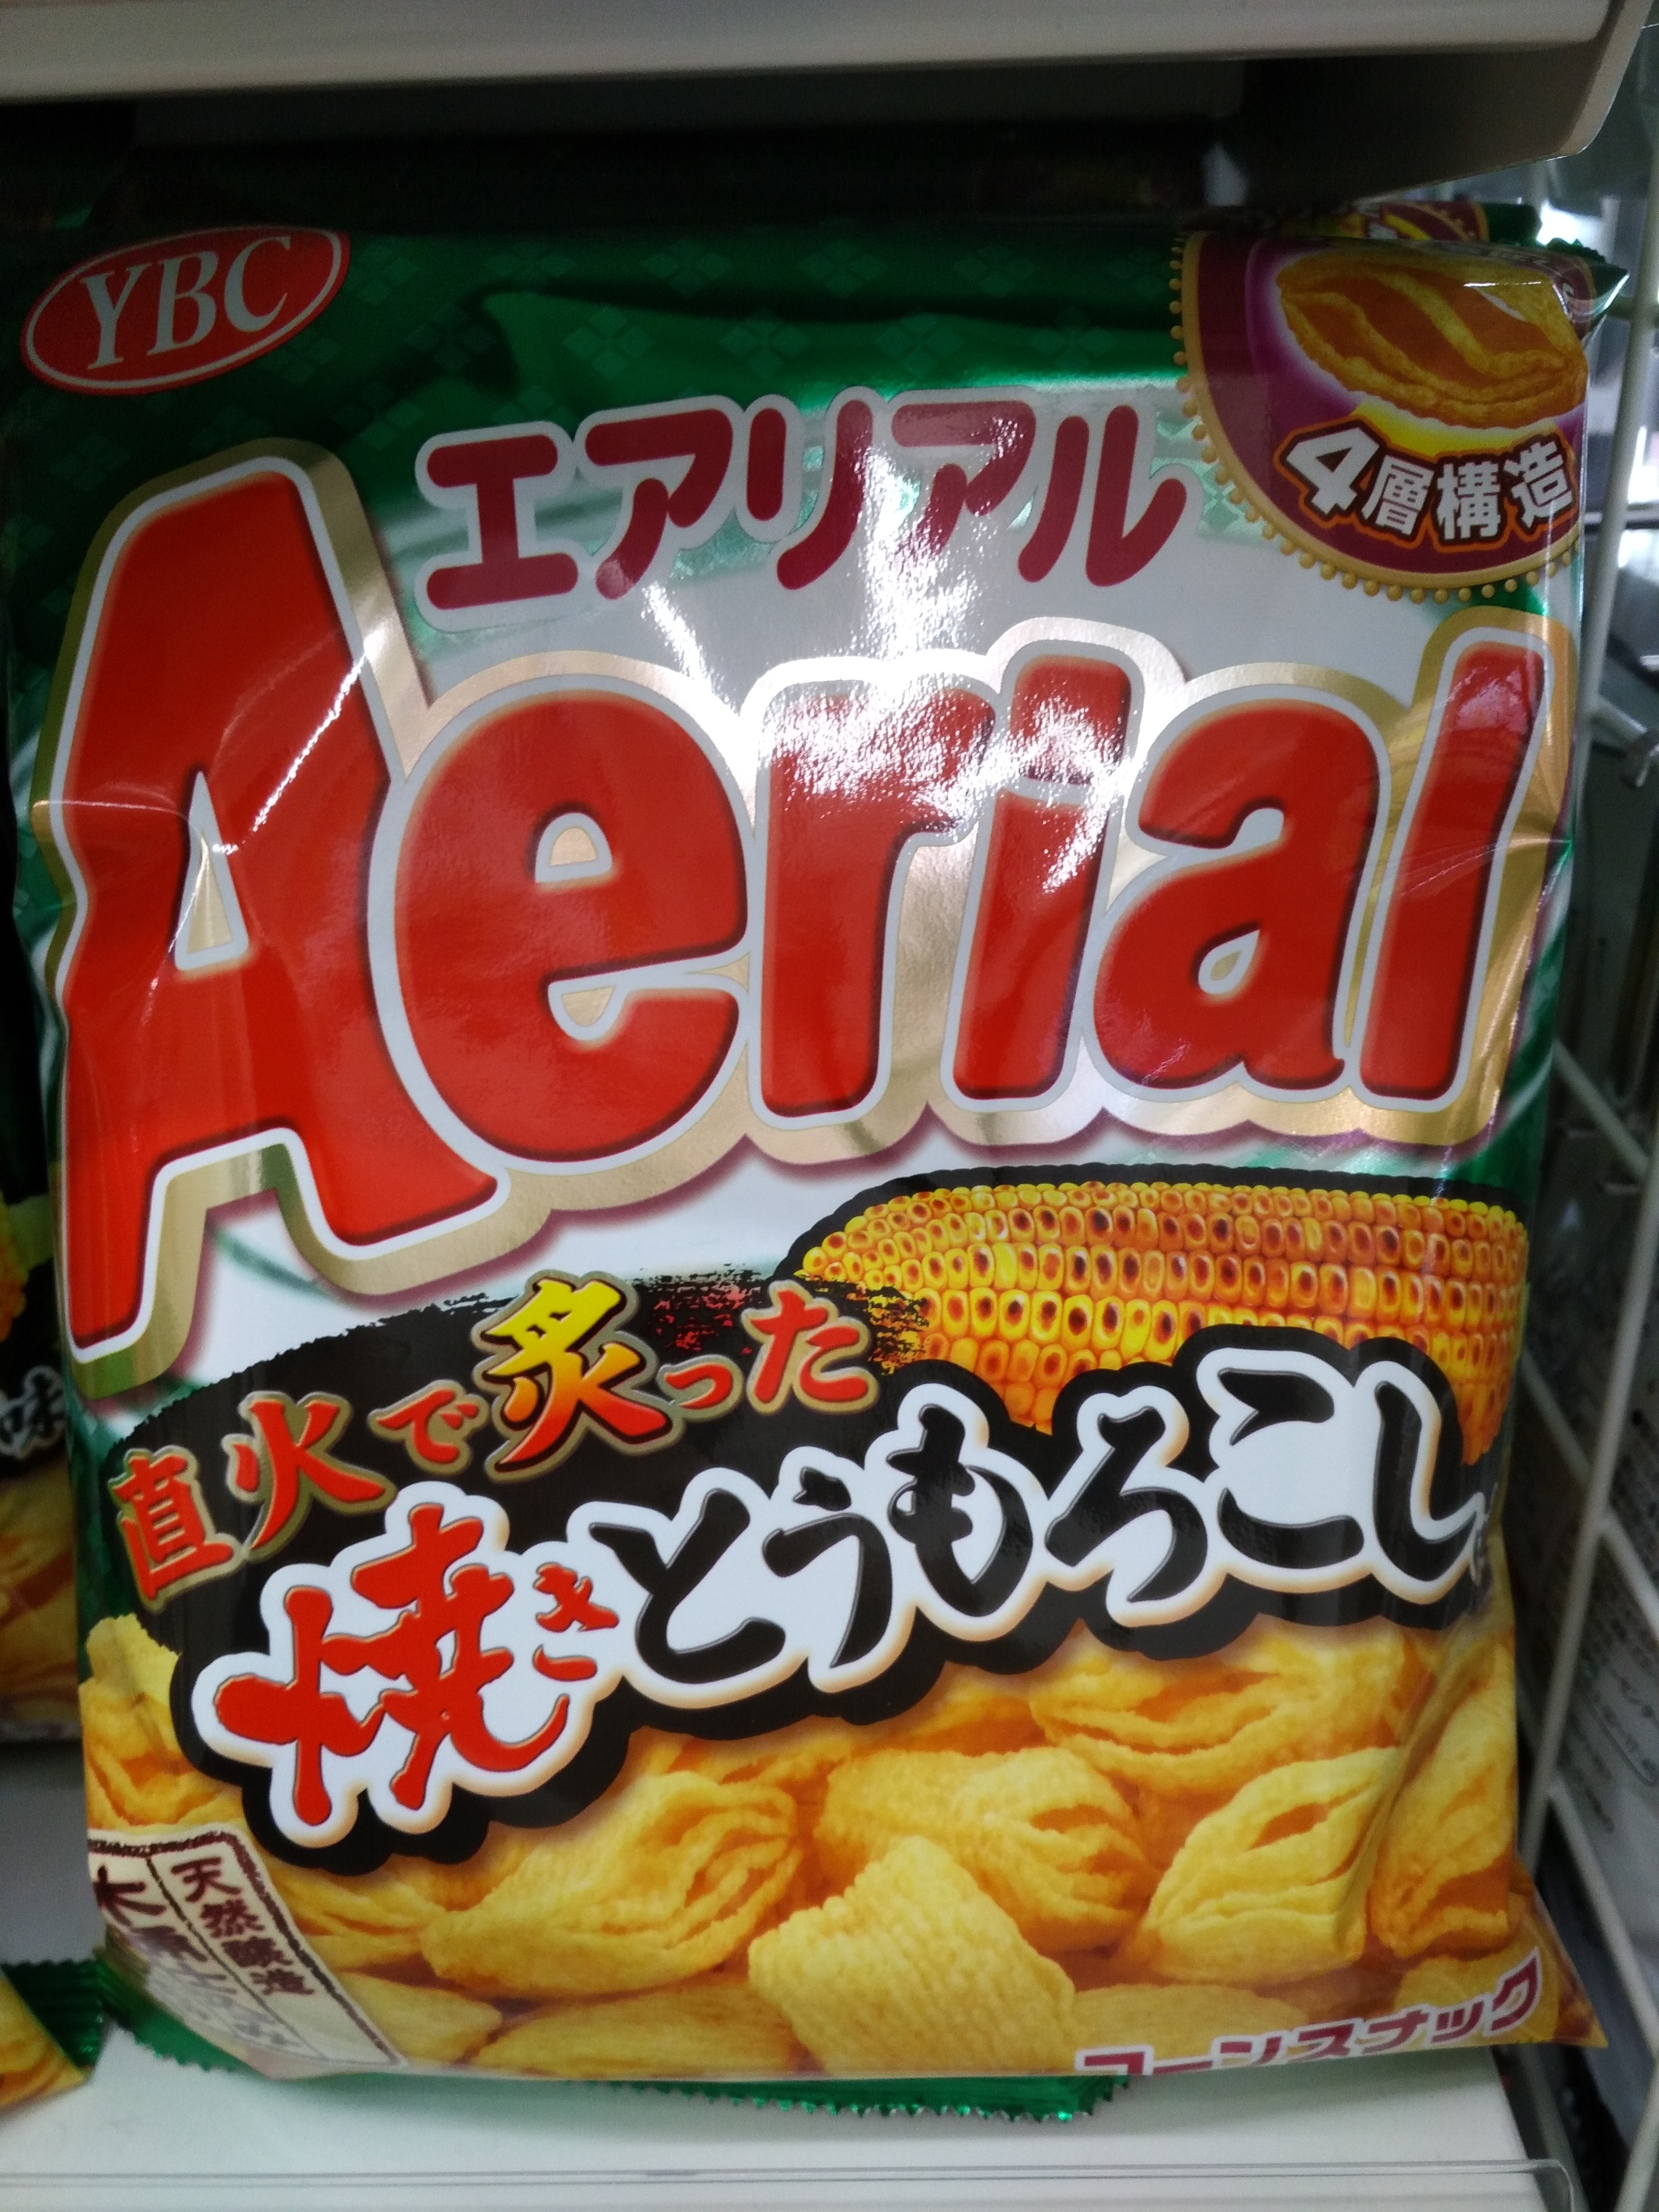 YBC
エアリアル
4層構造
Aerial
直火で炙った
焼きとうもろこし
天然醸造
コーンスナック
味